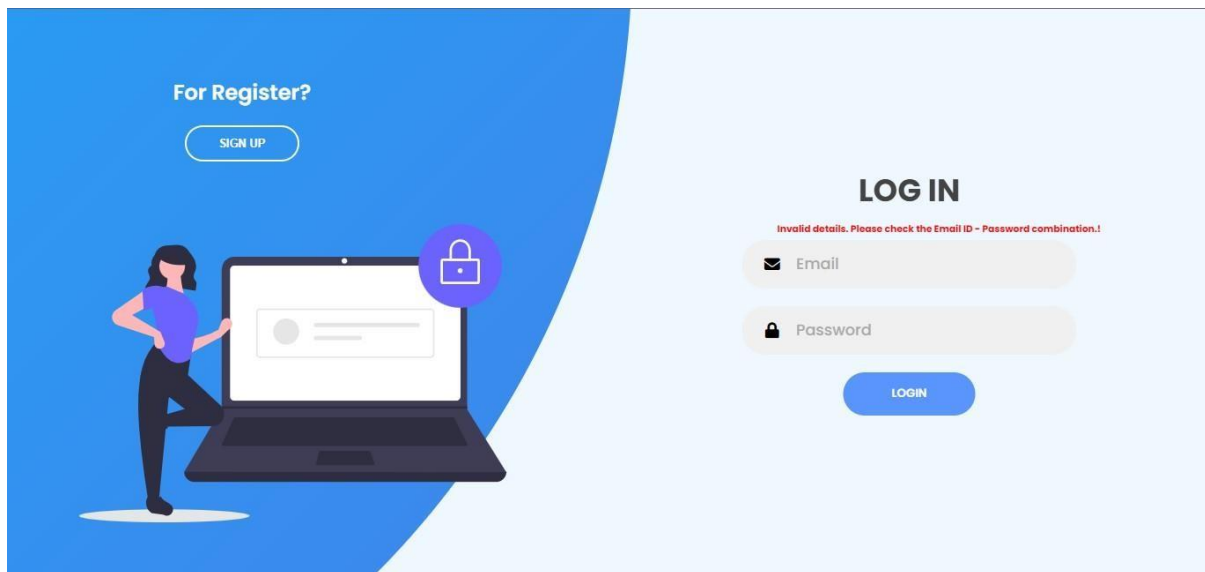 For Register?
SIGN UP
LOG IN
Invalid details. Please check the Email ID - Password combination.!
Email
Password
LOGIN